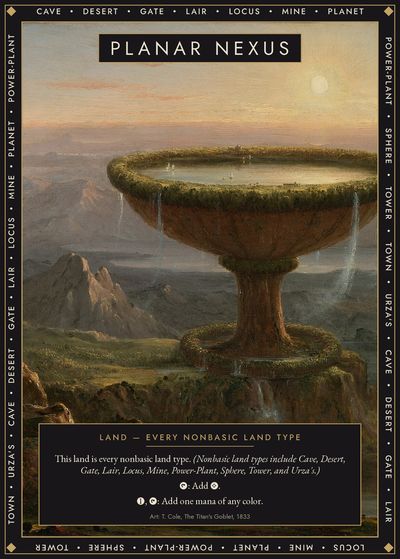 CAVE • DESERT • GATE • LAIR • LOCUS • MINE • PLANET
POWER-PLANT • SPHERE • TOWER • TOWN • URZA'S • CAVE • DESERT • GATE • LAIR
LOCUS • MINE • PLANET • POWER-PLANT • SPHERE • TOWER
TOWN • URZA'S • CAVE • DESERT • GATE • LAIR • LOCUS • MINE • PLANET • POWER-PLANT
PLANAR NEXUS
LAND — EVERY NONBASIC LAND TYPE
This land is every nonbasic land type. (Nonbasic land types include Cave, Desert,
Gate, Lair, Locus, Mine, Power-Plant, Sphere, Tower, and Urza's.)
: Add .
1, : Add one mana of any color.
Art: T. Cole, The Titan's Goblet, 1833